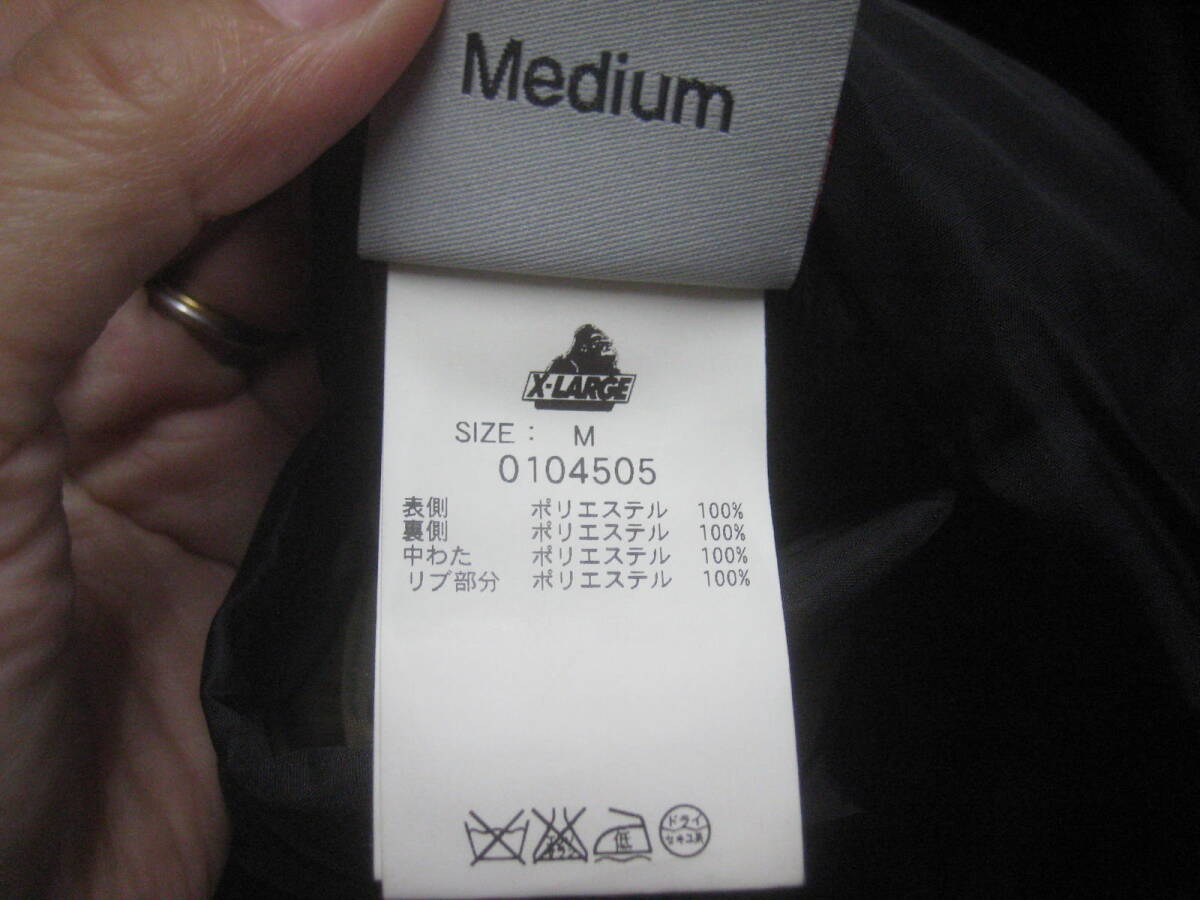 Medium
X-LARGE
SIZE : M
0104505
表側 ポリエステル 100%
裏側 ポリエステル 100%
中わた ポリエステル 100%
リブ部分 ポリエステル 100%
低
ドライ
セキユ系